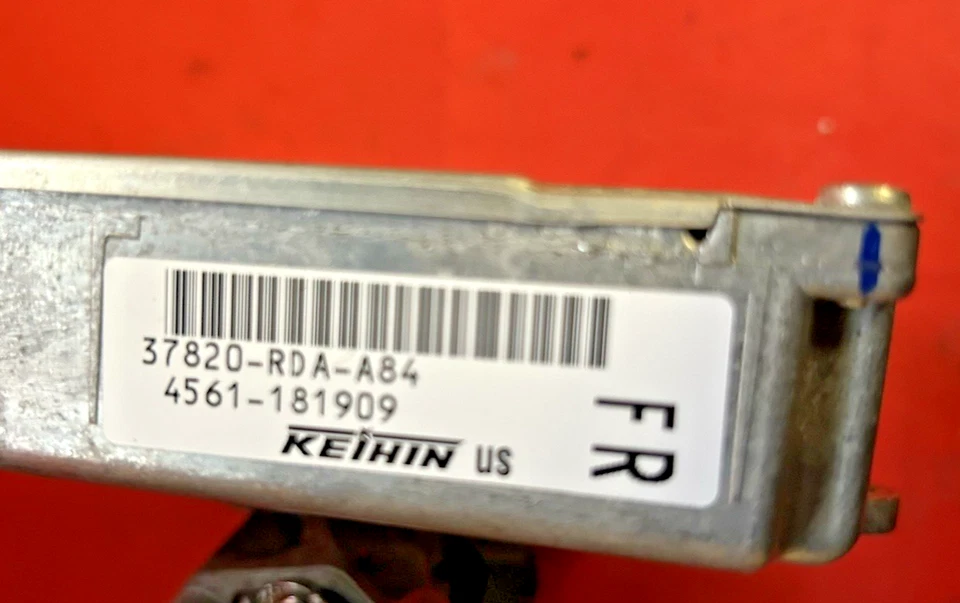 37820-RDA-A84
4561-181909
KEIHIN US
FR